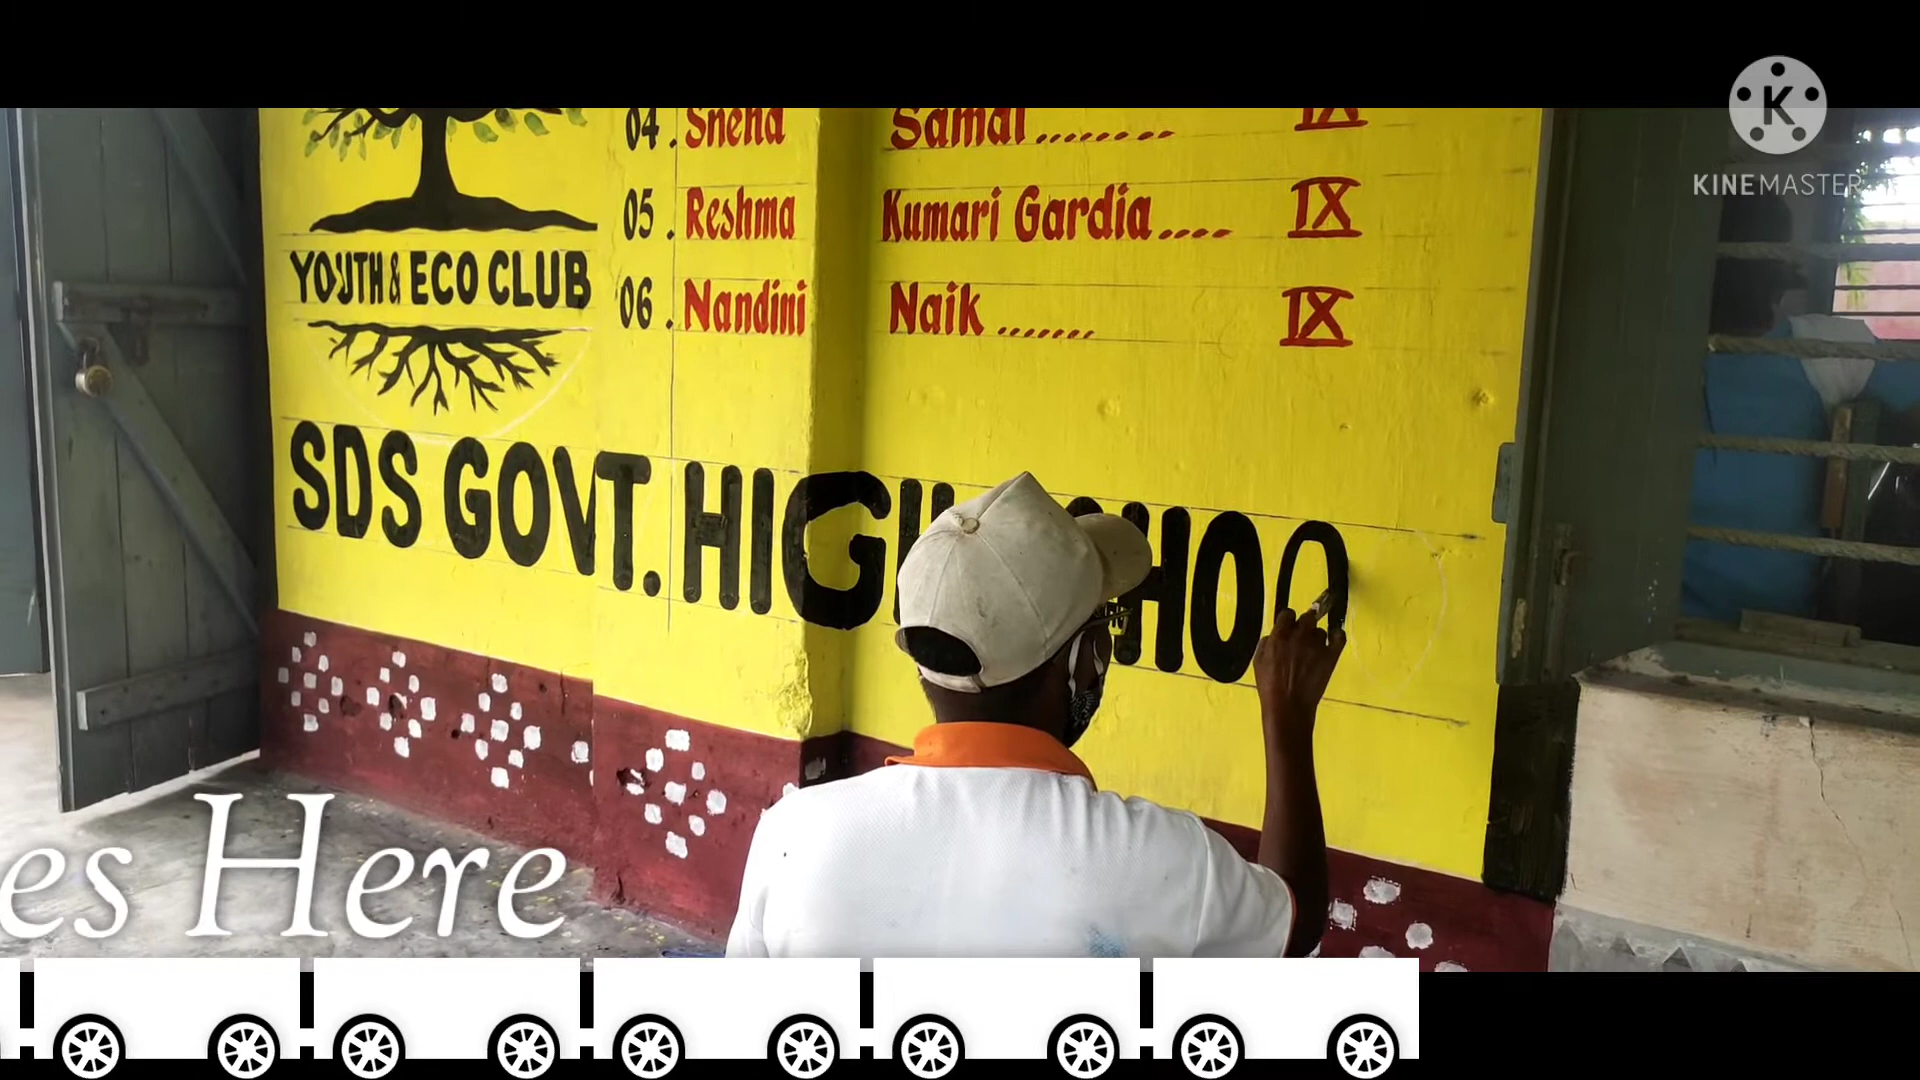 04. Sneha Samal........ IX
05. Reshma Kumari Gardia.... IX
06. Nandini Naik ....... IX
YOUTH & ECO CLUB
SDS GOVT. HIGH CHOO
K
KINEMASTER
es Here